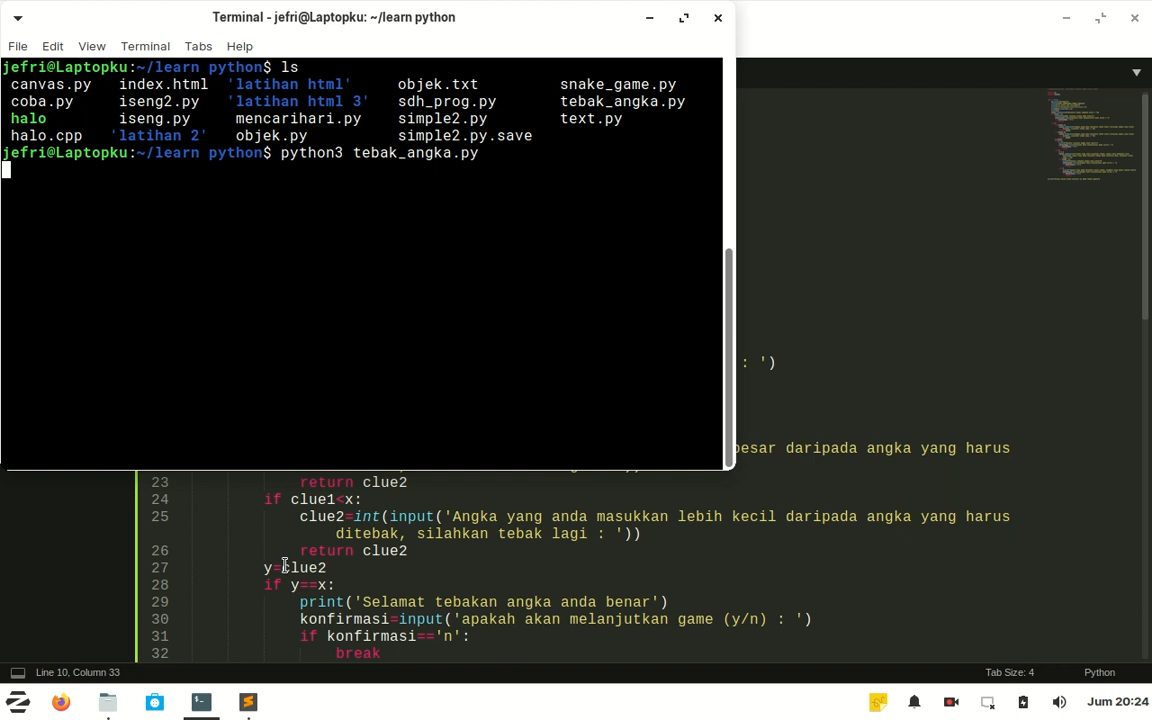 Terminal - jefri@Laptopku: ~/learn python
File Edit View Terminal Tabs Help
jefri@Laptopku:~/learn python$ ls
canvas.py index.html 'latihan html' objek.txt snake_game.py
coba.py iseng2.py 'latihan html 3' sdh_prog.py tebak_angka.py
halo iseng.py mencarihari.py simple2.py text.py
halo.cpp 'latihan 2' objek.py simple2.py.save
jefri@Laptopku:~/learn python$ python3 tebak_angka.py
: ')
besar daripada angka yang harus
23 return clue2
24 if clue1<x:
25 clue2=int(input('Angka yang anda masukkan lebih kecil daripada angka yang harus
ditebak, silahkan tebak lagi : '))
26 return clue2
27 y=clue2
28 if y==x:
29 print('Selamat tebakan angka anda benar')
30 konfirmasi=input('apakah akan melanjutkan game (y/n) : ')
31 if konfirmasi=='n':
32 break
Line 10, Column 33 Tab Size: 4 Python
Jum 20:24